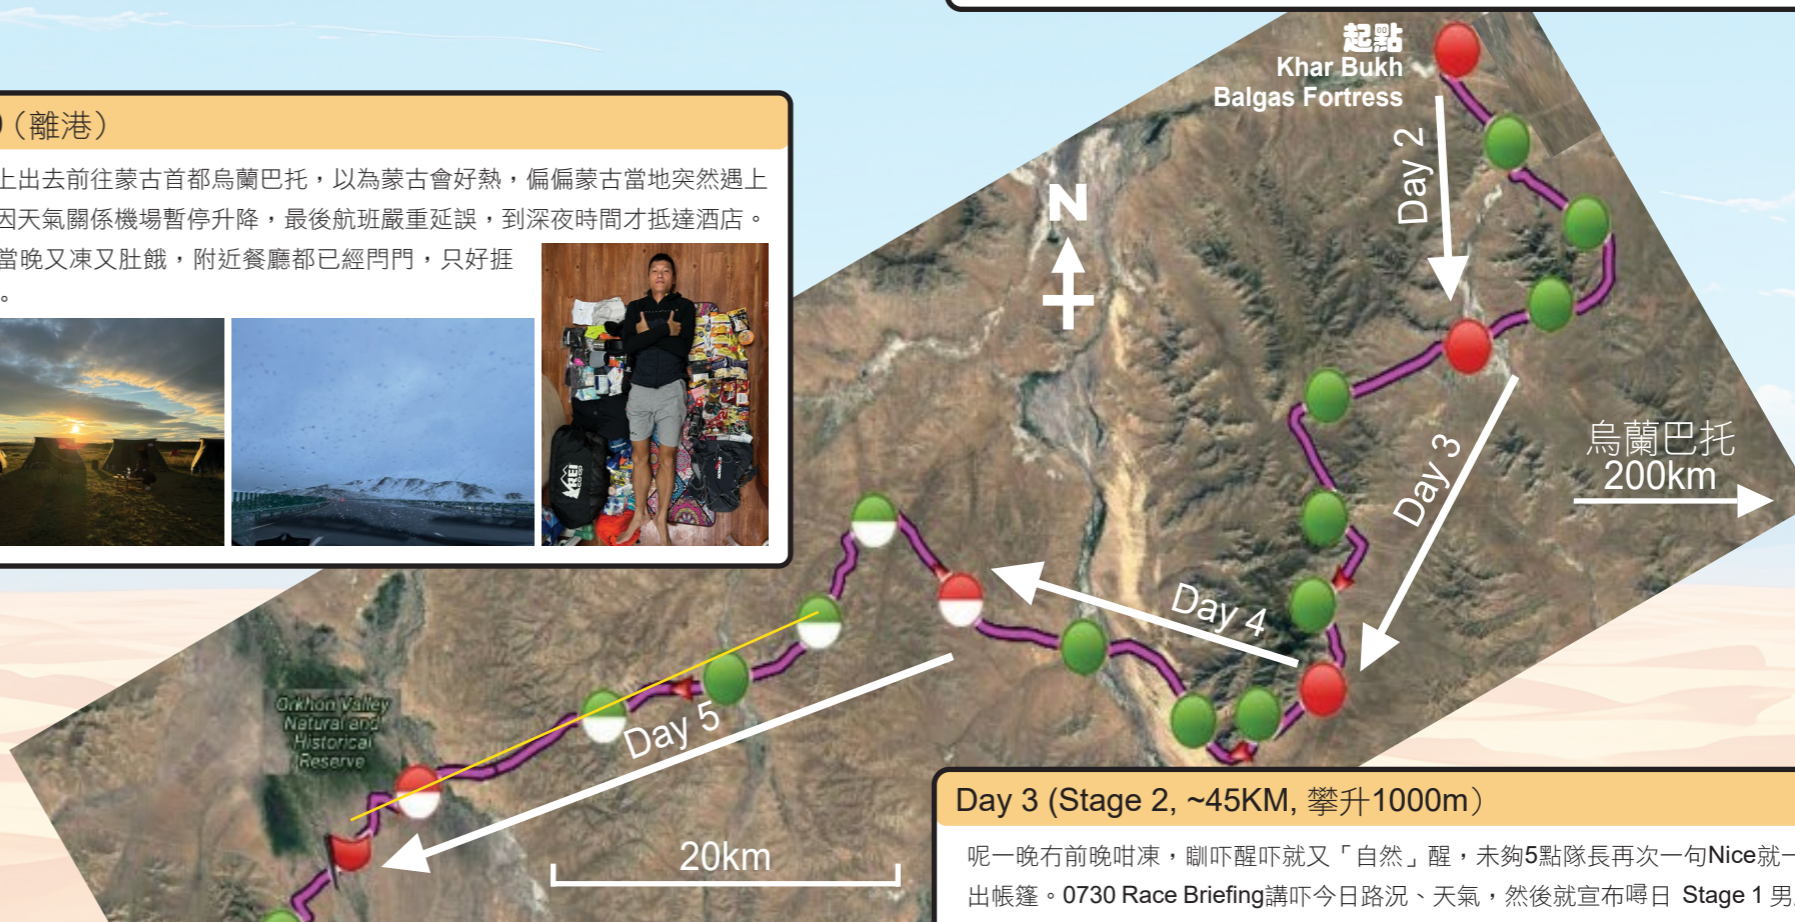 （離港）
上出去前往蒙古首都烏蘭巴托，以為蒙古會好熱，偏偏蒙古當地突然遇上
因天氣關係機場暫停升降，最後航班嚴重延誤，到深夜時間才抵達酒店。
當晚又凍又肚餓，附近餐廳都已經閂門，只好捱
。
REI
CO·OP
起點
Khar Bukh
Balgas Fortress
Day 2
N
Day 3
烏蘭巴托
200km
Day 4
Day 5
Orkhon Valley
Natural and
Historical
Reserve
20km
Day 3 (Stage 2, ~45KM, 攀升1000m）
呢一晚冇前晚咁凍，瞓吓醒吓就又「自然」醒，未夠5點隊長再次一句Nice就一
出帳篷。0730 Race Briefing講吓今日路況、天氣，然後就宣布噚日 Stage 1 男